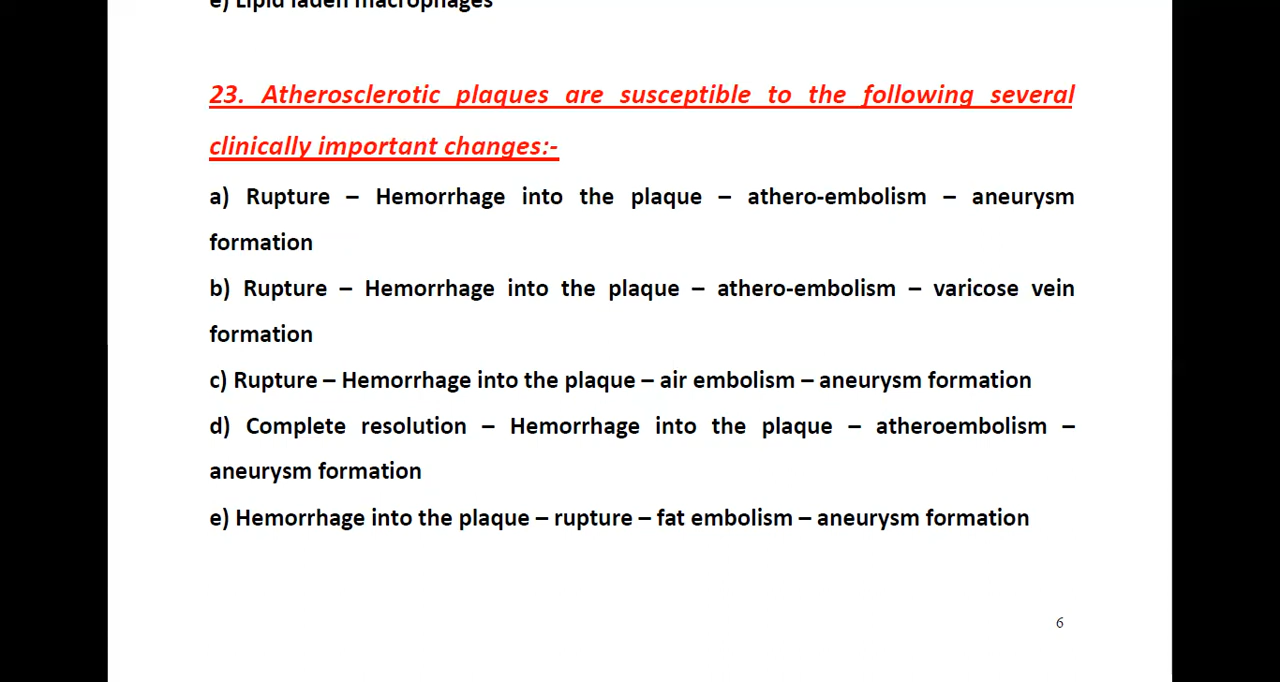 e) Lipid laden macrophages
23. Atherosclerotic plaques are susceptible to the following several
clinically important changes:-
a) Rupture – Hemorrhage into the plaque – athero-embolism – aneurysm
formation
b) Rupture – Hemorrhage into the plaque – athero-embolism – varicose vein
formation
c) Rupture – Hemorrhage into the plaque – air embolism – aneurysm formation
d) Complete resolution – Hemorrhage into the plaque – atheroembolism –
aneurysm formation
e) Hemorrhage into the plaque – rupture – fat embolism – aneurysm formation
6